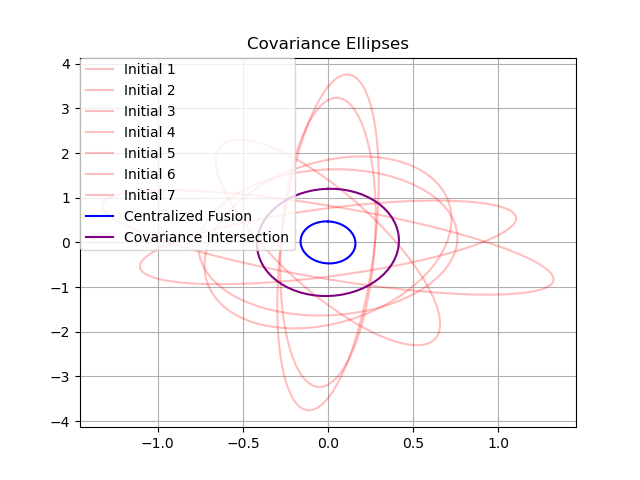 Covariance Ellipses
4
3
2
1
0
−1
−2
−3
−4
Initial 1
Initial 2
Initial 3
Initial 4
Initial 5
Initial 6
Initial 7
Centralized Fusion
Covariance Intersection
−1.0
−0.5
0.0
0.5
1.0